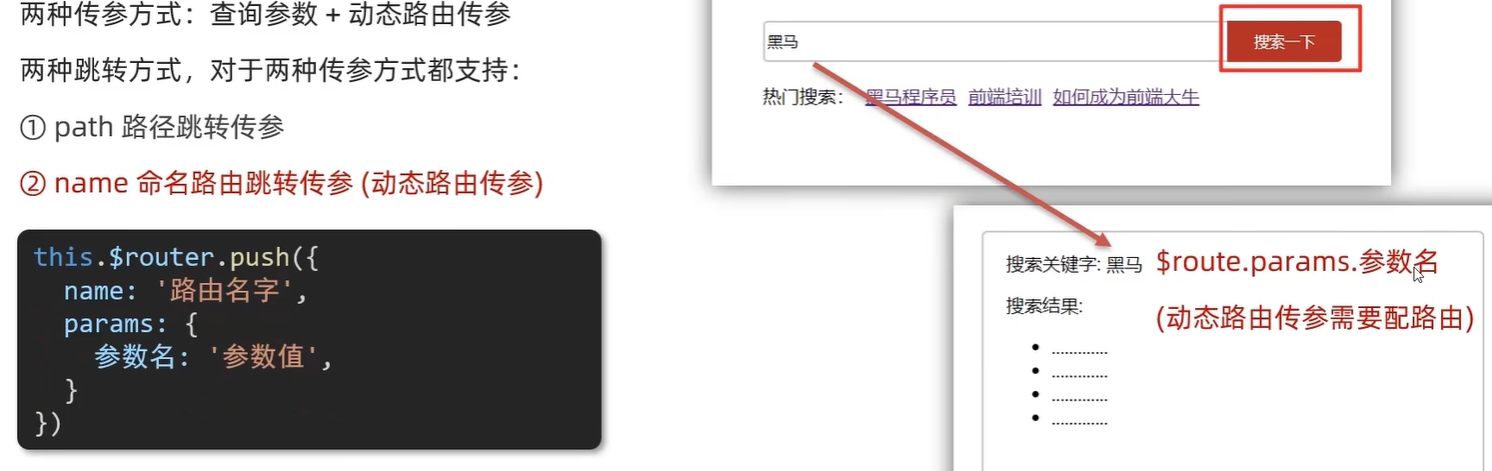 两种传参方式：查询参数 + 动态路由传参
两种跳转方式，对于两种传参方式都支持：
① path 路径跳转传参
② name 命名路由跳转传参 (动态路由传参)
this.$router.push({
  name: '路由名字',
  params: {
    参数名: '参数值',
  }
})
黑马
搜索一下
热门搜索： 黑马程序员 前端培训 如何成为前端大牛
搜索关键字: 黑马 $route.params.参数名
搜索结果:
(动态路由传参需要配路由)
• .............
• .............
• .............
• .............